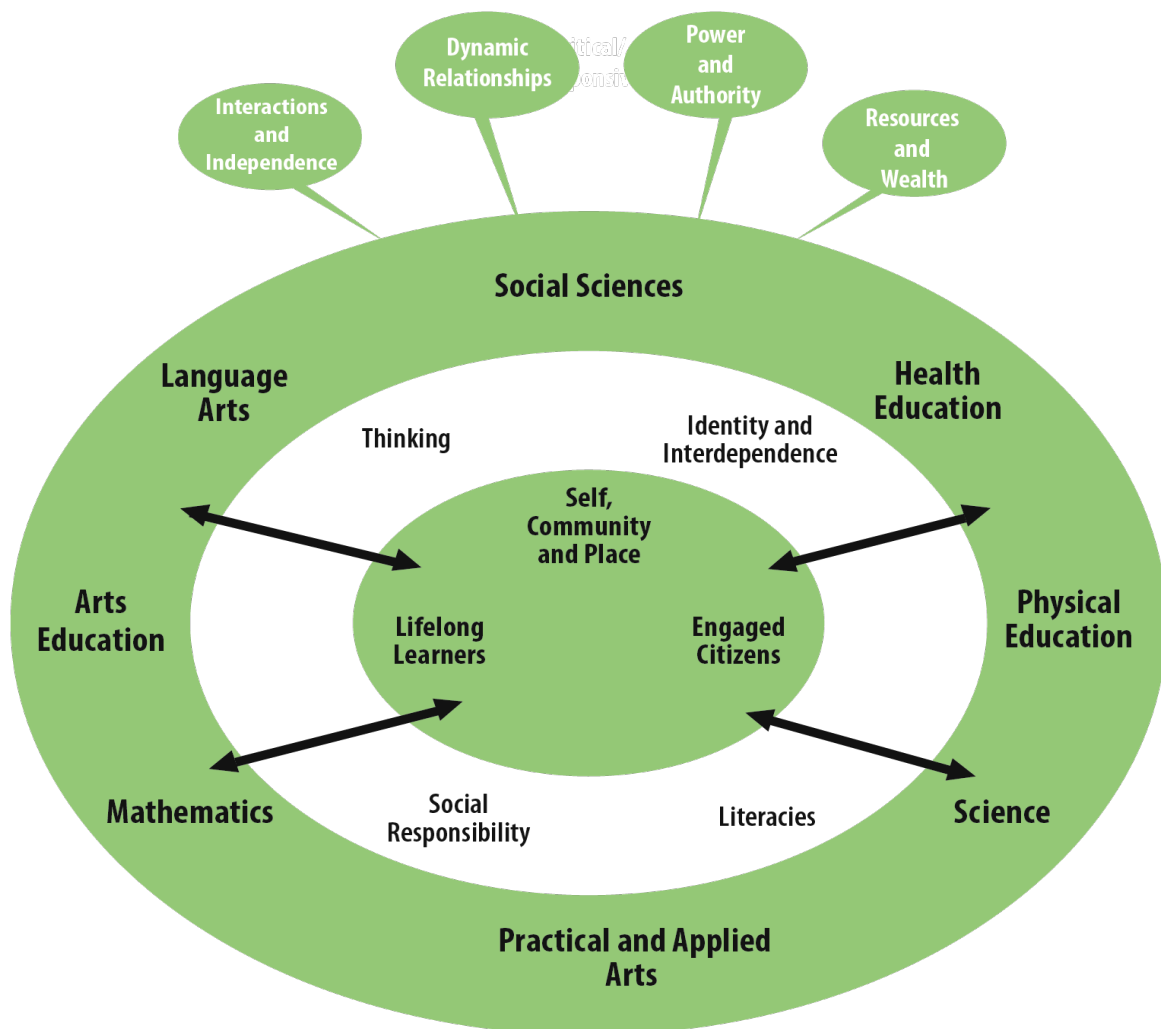 Dynamic
Relationships
Power
and
Authority
Interactions
and
Independence
Resources
and
Wealth
Social Sciences
Language
Arts
Health
Education
Thinking
Identity and
Interdependence
Self,
Community
and Place
Arts
Education
Lifelong
Learners
Engaged
Citizens
Physical
Education
Mathematics
Social
Responsibility
Literacies
Science
Practical and Applied
Arts